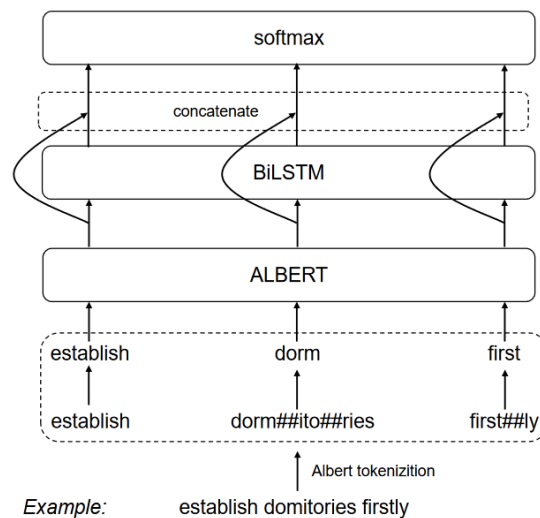 softmax
concatenate
BiLSTM
ALBERT
establish dorm first
establish dorm##ito##ries first##ly
Albert tokenizition
Example: establish domitories firstly